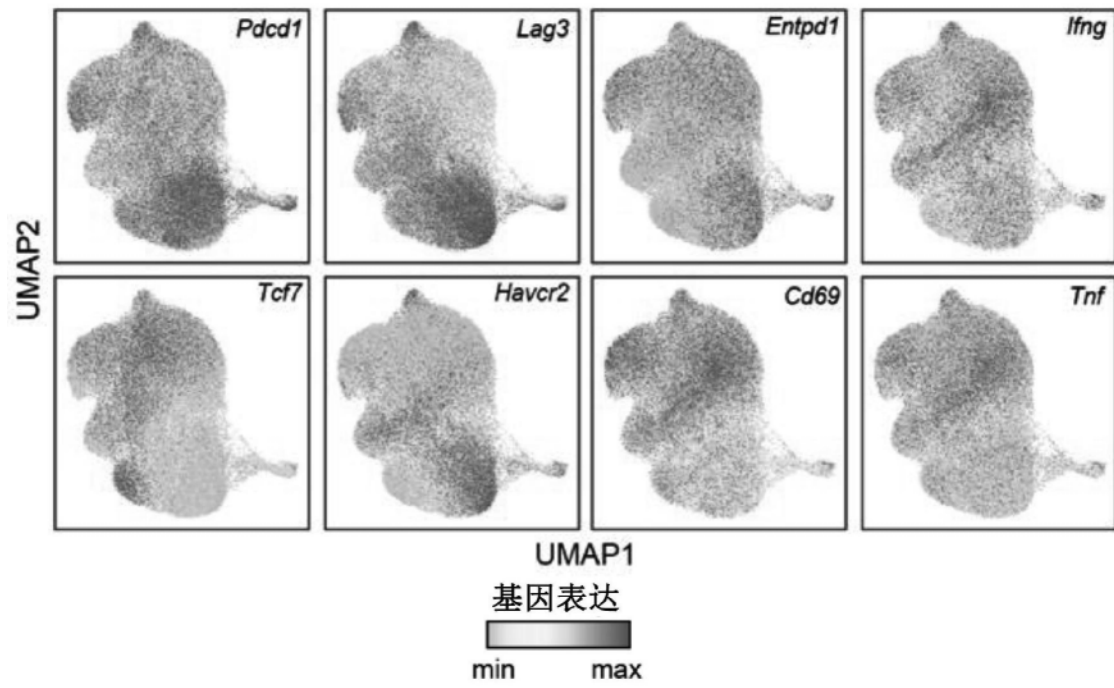 Pdcd1
Lag3
Entpd1
Ifng
UMAP2
Tcf7
Havcr2
Cd69
Tnf
UMAP1
基因表达
min max